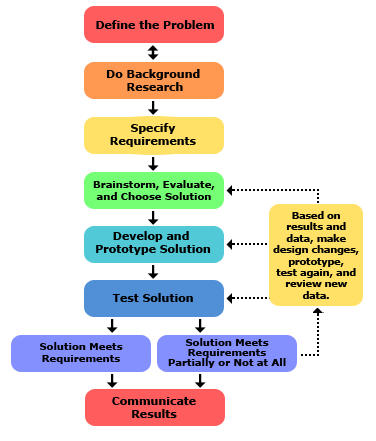 Define the Problem
Do Background
Research
Specify
Requirements
Brainstorm, Evaluate,
and Choose Solution
Develop and
Prototype Solution
Based on
results and
data, make
design changes,
prototype,
test again, and
review new
data.
Test Solution
Solution Meets
Requirements
Solution Meets
Requirements
Partially or Not at All
Communicate
Results